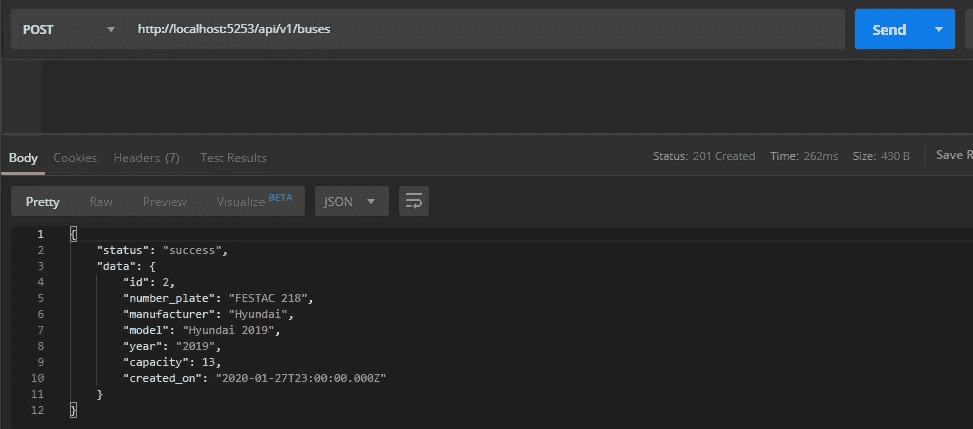 POST http://localhost:5253/api/v1/buses Send
Body Cookies Headers (7) Test Results Status: 201 Created Time: 262ms Size: 430 B Save R
Pretty Raw Preview Visualize BETA JSON
1 {
2 "status": "success",
3 "data": {
4 "id": 2,
5 "number_plate": "FESTAC 218",
6 "manufacturer": "Hyundai",
7 "model": "Hyundai 2019",
8 "year": "2019",
9 "capacity": 13,
10 "created_on": "2020-01-27T23:00:00.000Z"
11 }
12 }